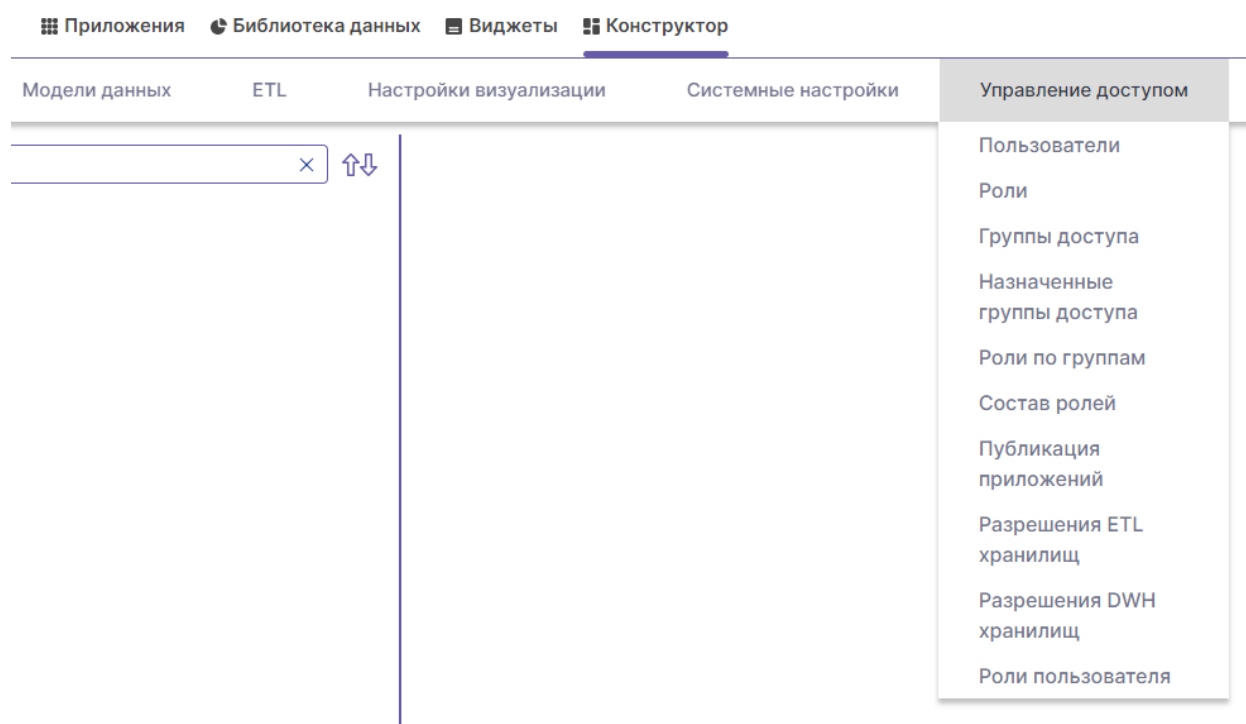 Приложения Библиотека данных Виджеты Конструктор
Модели данных ETL Настройки визуализации Системные настройки Управление доступом
Пользователи
Роли
Группы доступа
Назначенные
группы доступа
Роли по группам
Состав ролей
Публикация
приложений
Разрешения ETL
хранилищ
Разрешения DWH
хранилищ
Роли пользователя